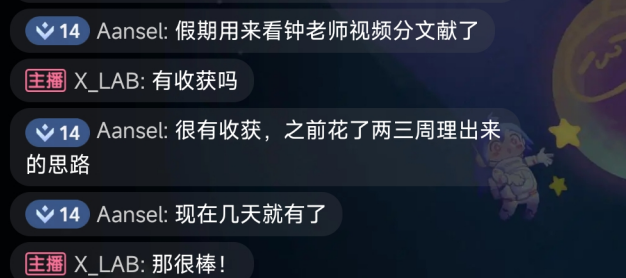 14 Aansel: 假期用来看钟老师视频分文献了
主播 X_LAB: 有收获吗
14 Aansel: 很有收获，之前花了两三周理出来
的思路
14 Aansel: 现在几天就有了
主播 X_LAB: 那很棒！